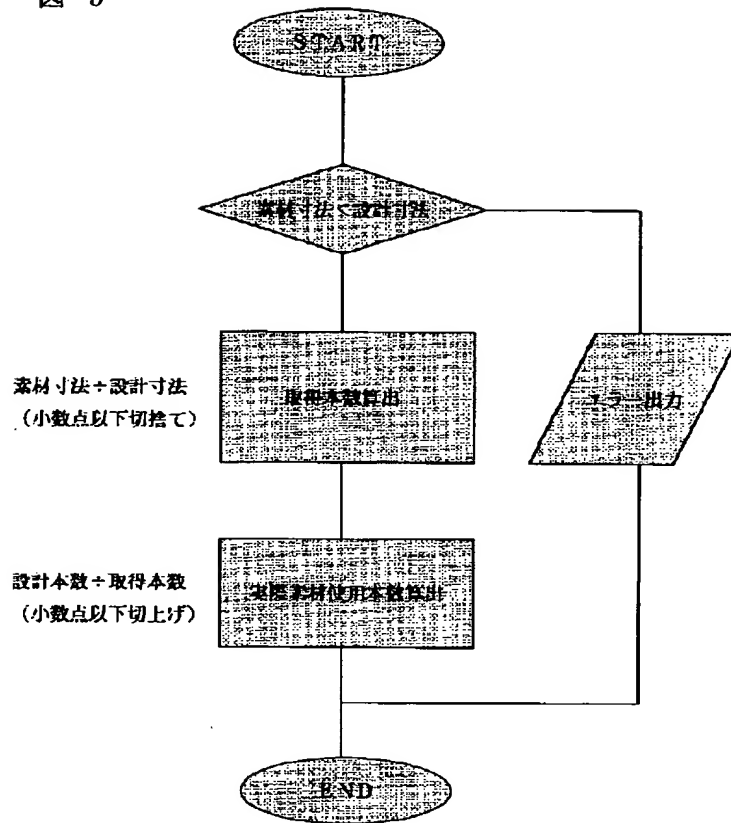 START
素材寸法<設計寸法
素材寸法÷設計寸法
（小数点以下切捨て）
取得本数算出
エラー出力
設計本数÷取得本数
（小数点以下切上げ）
実際素材使用本数算出
END